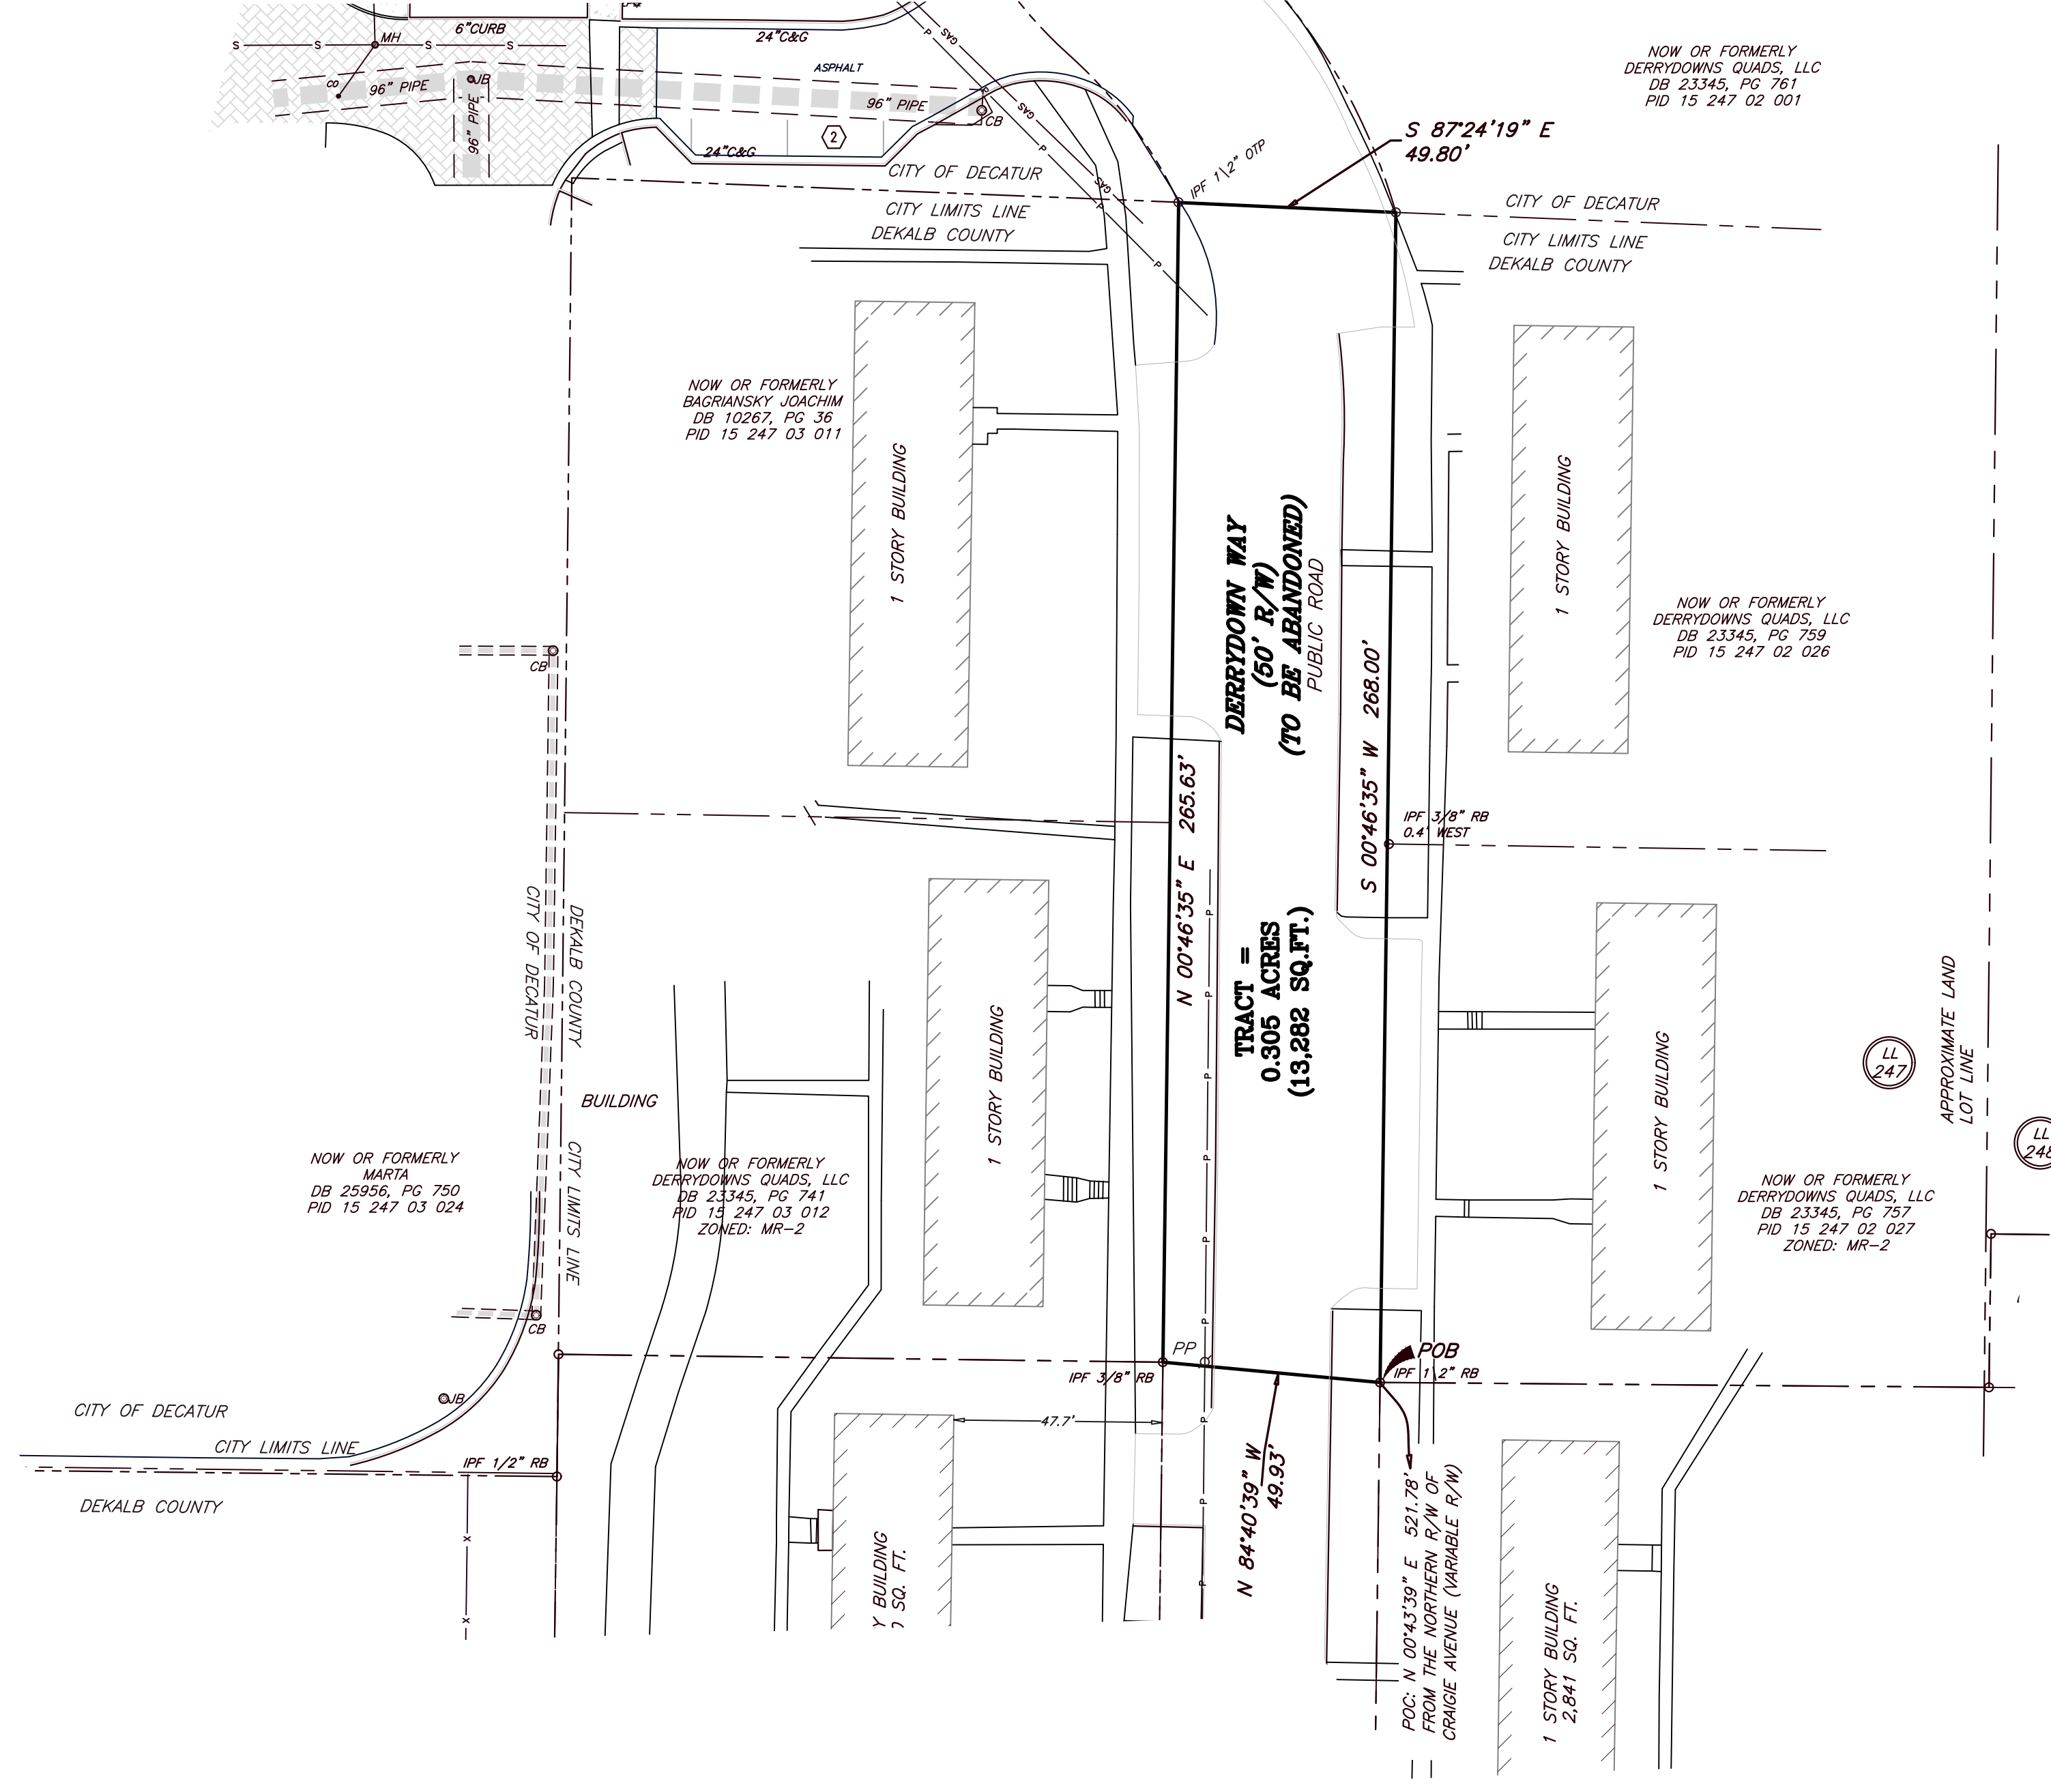 6"CURB
MH
S
S
S
S
24"C&G
ASPHALT
JB
CO
96" PIPE
96" PIPE
96" PIPE
CB
24"C&G
2
P
GAS
GAS
P
GAS
P
P
IPF 1\2" OTP
NOW OR FORMERLY
DERRYDOWNS QUADS, LLC
DB 23345, PG 761
PID 15 247 02 001
S 87°24'19" E
49.80'
CITY OF DECATUR
CITY LIMITS LINE
DEKALB COUNTY
CITY OF DECATUR
CITY LIMITS LINE
DEKALB COUNTY
NOW OR FORMERLY
BAGRIANSKY JOACHIM
DB 10267, PG 36
PID 15 247 03 011
1 STORY BUILDING
DERRYDOWN WAY
(50' R/W)
(TO BE ABANDONED)
PUBLIC ROAD
1 STORY BUILDING
NOW OR FORMERLY
DERRYDOWNS QUADS, LLC
DB 23345, PG 759
PID 15 247 02 026
CB
N 00°46'35" E 265.63'
S 00°46'35" W 268.00'
IPF 3/8" RB
0.4' WEST
CITY OF DECATUR
DEKALB COUNTY
CITY LIMITS LINE
TRACT =
0.305 ACRES
(13,282 SQ.FT.)
P
P
P
P
P
P
P
P
P
P
1 STORY BUILDING
1 STORY BUILDING
LL
247
APPROXIMATE LAND
LOT LINE
LL
248
BUILDING
NOW OR FORMERLY
MARTA
DB 25956, PG 750
PID 15 247 03 024
NOW OR FORMERLY
DERRYDOWNS QUADS, LLC
DB 23345, PG 741
PID 15 247 03 012
ZONED: MR-2
NOW OR FORMERLY
DERRYDOWNS QUADS, LLC
DB 23345, PG 757
PID 15 247 02 027
ZONED: MR-2
CB
PP
IPF 3/8" RB
POB
IPF 1\2" RB
JB
CITY OF DECATUR
CITY LIMITS LINE
IPF 1/2" RB
DEKALB COUNTY
X
X
47.7'
N 84°40'39" W
49.93'
POC: N 00°43'39" E 521.78'
FROM THE NORTHERN R/W OF
CRAIGIE AVENUE (VARIABLE R/W)
Y BUILDING
SQ. FT.
1 STORY BUILDING
2,841 SQ. FT.